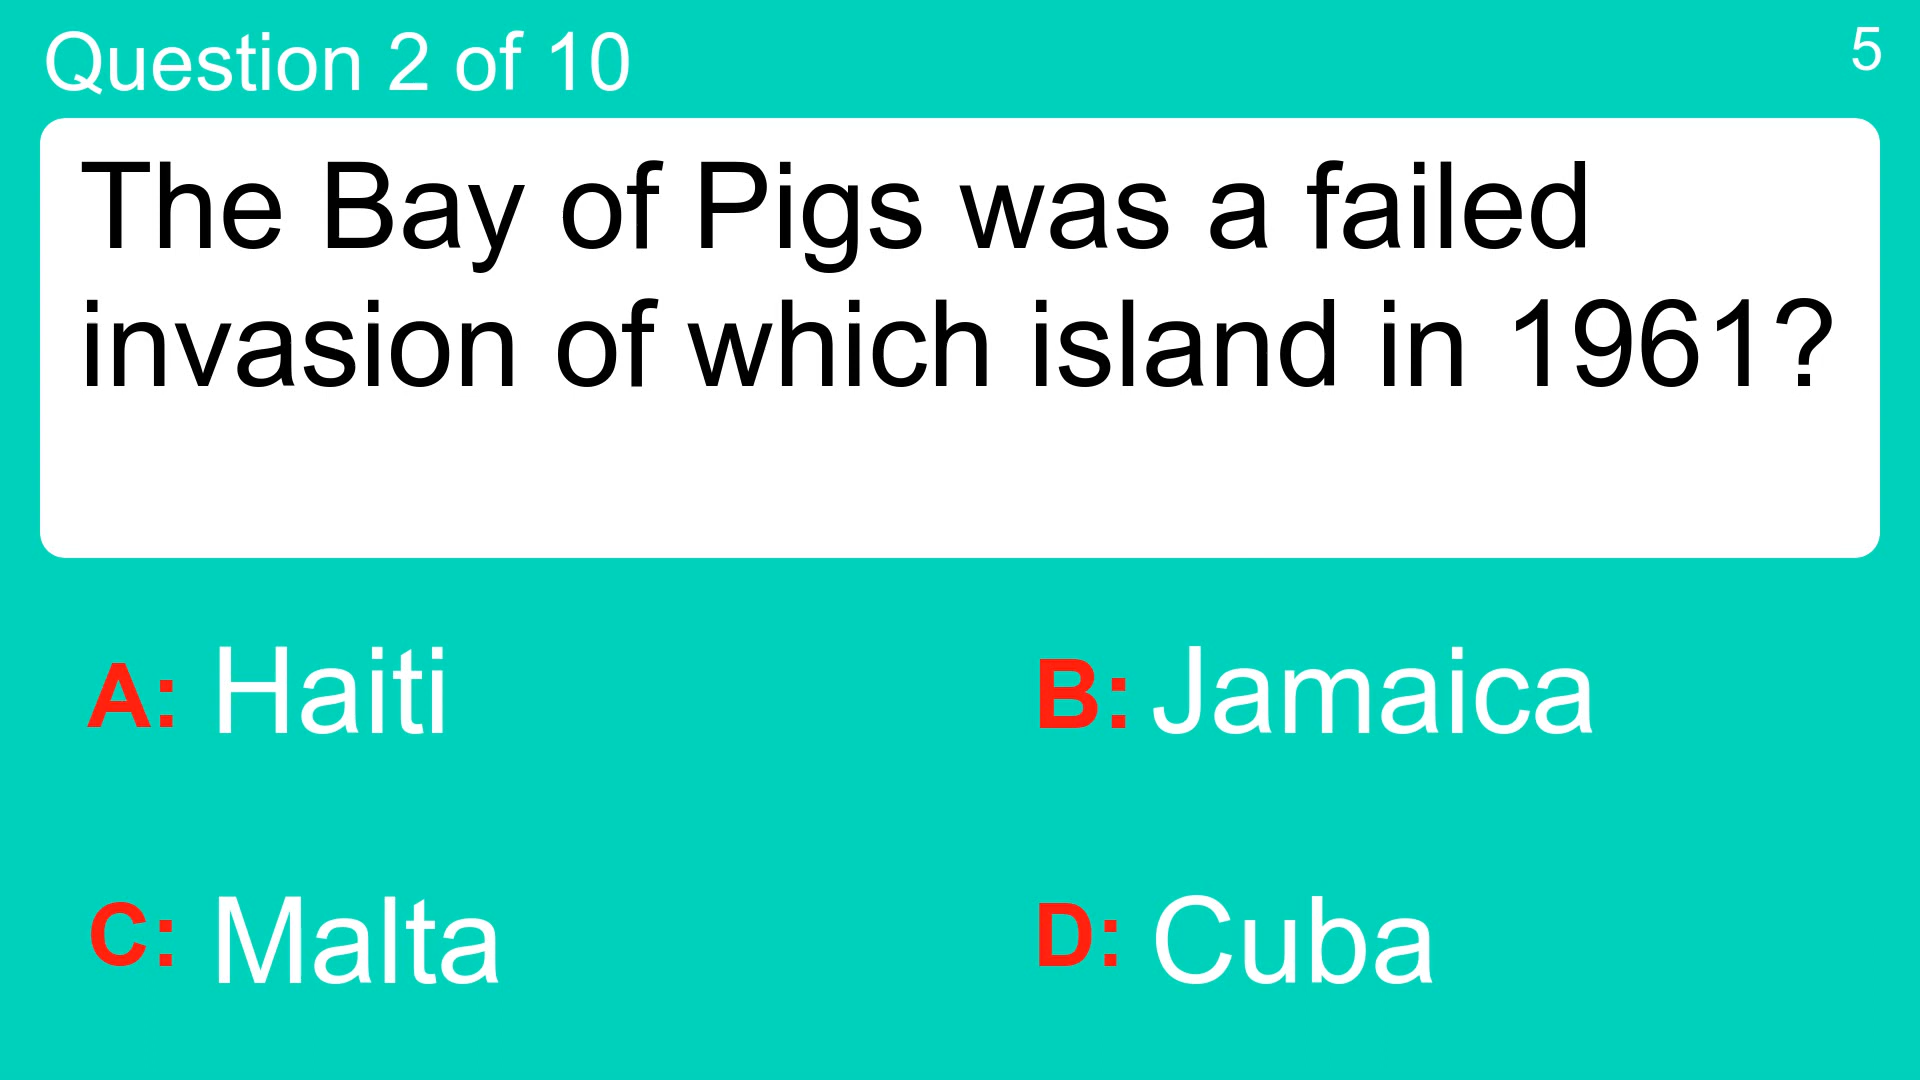 Question 2 of 10
5
The Bay of Pigs was a failed
invasion of which island in 1961?
A: Haiti
B: Jamaica
C: Malta
D: Cuba